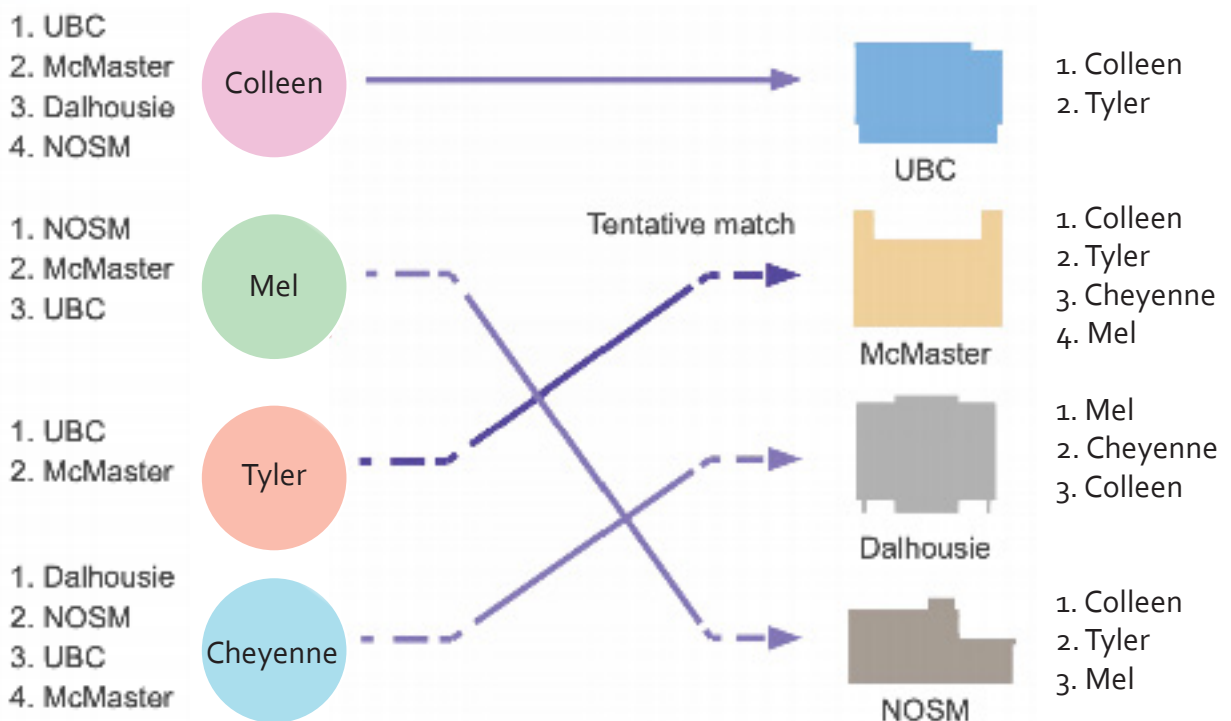 1. UBC
2. McMaster
3. Dalhousie
4. NOSM
Colleen
UBC
1. Colleen
2. Tyler
1. NOSM
2. McMaster
3. UBC
Mel
Tentative match
McMaster
1. Colleen
2. Tyler
3. Cheyenne
4. Mel
1. UBC
2. McMaster
Tyler
Dalhousie
1. Mel
2. Cheyenne
3. Colleen
1. Dalhousie
2. NOSM
3. UBC
4. McMaster
Cheyenne
NOSM
1. Colleen
2. Tyler
3. Mel